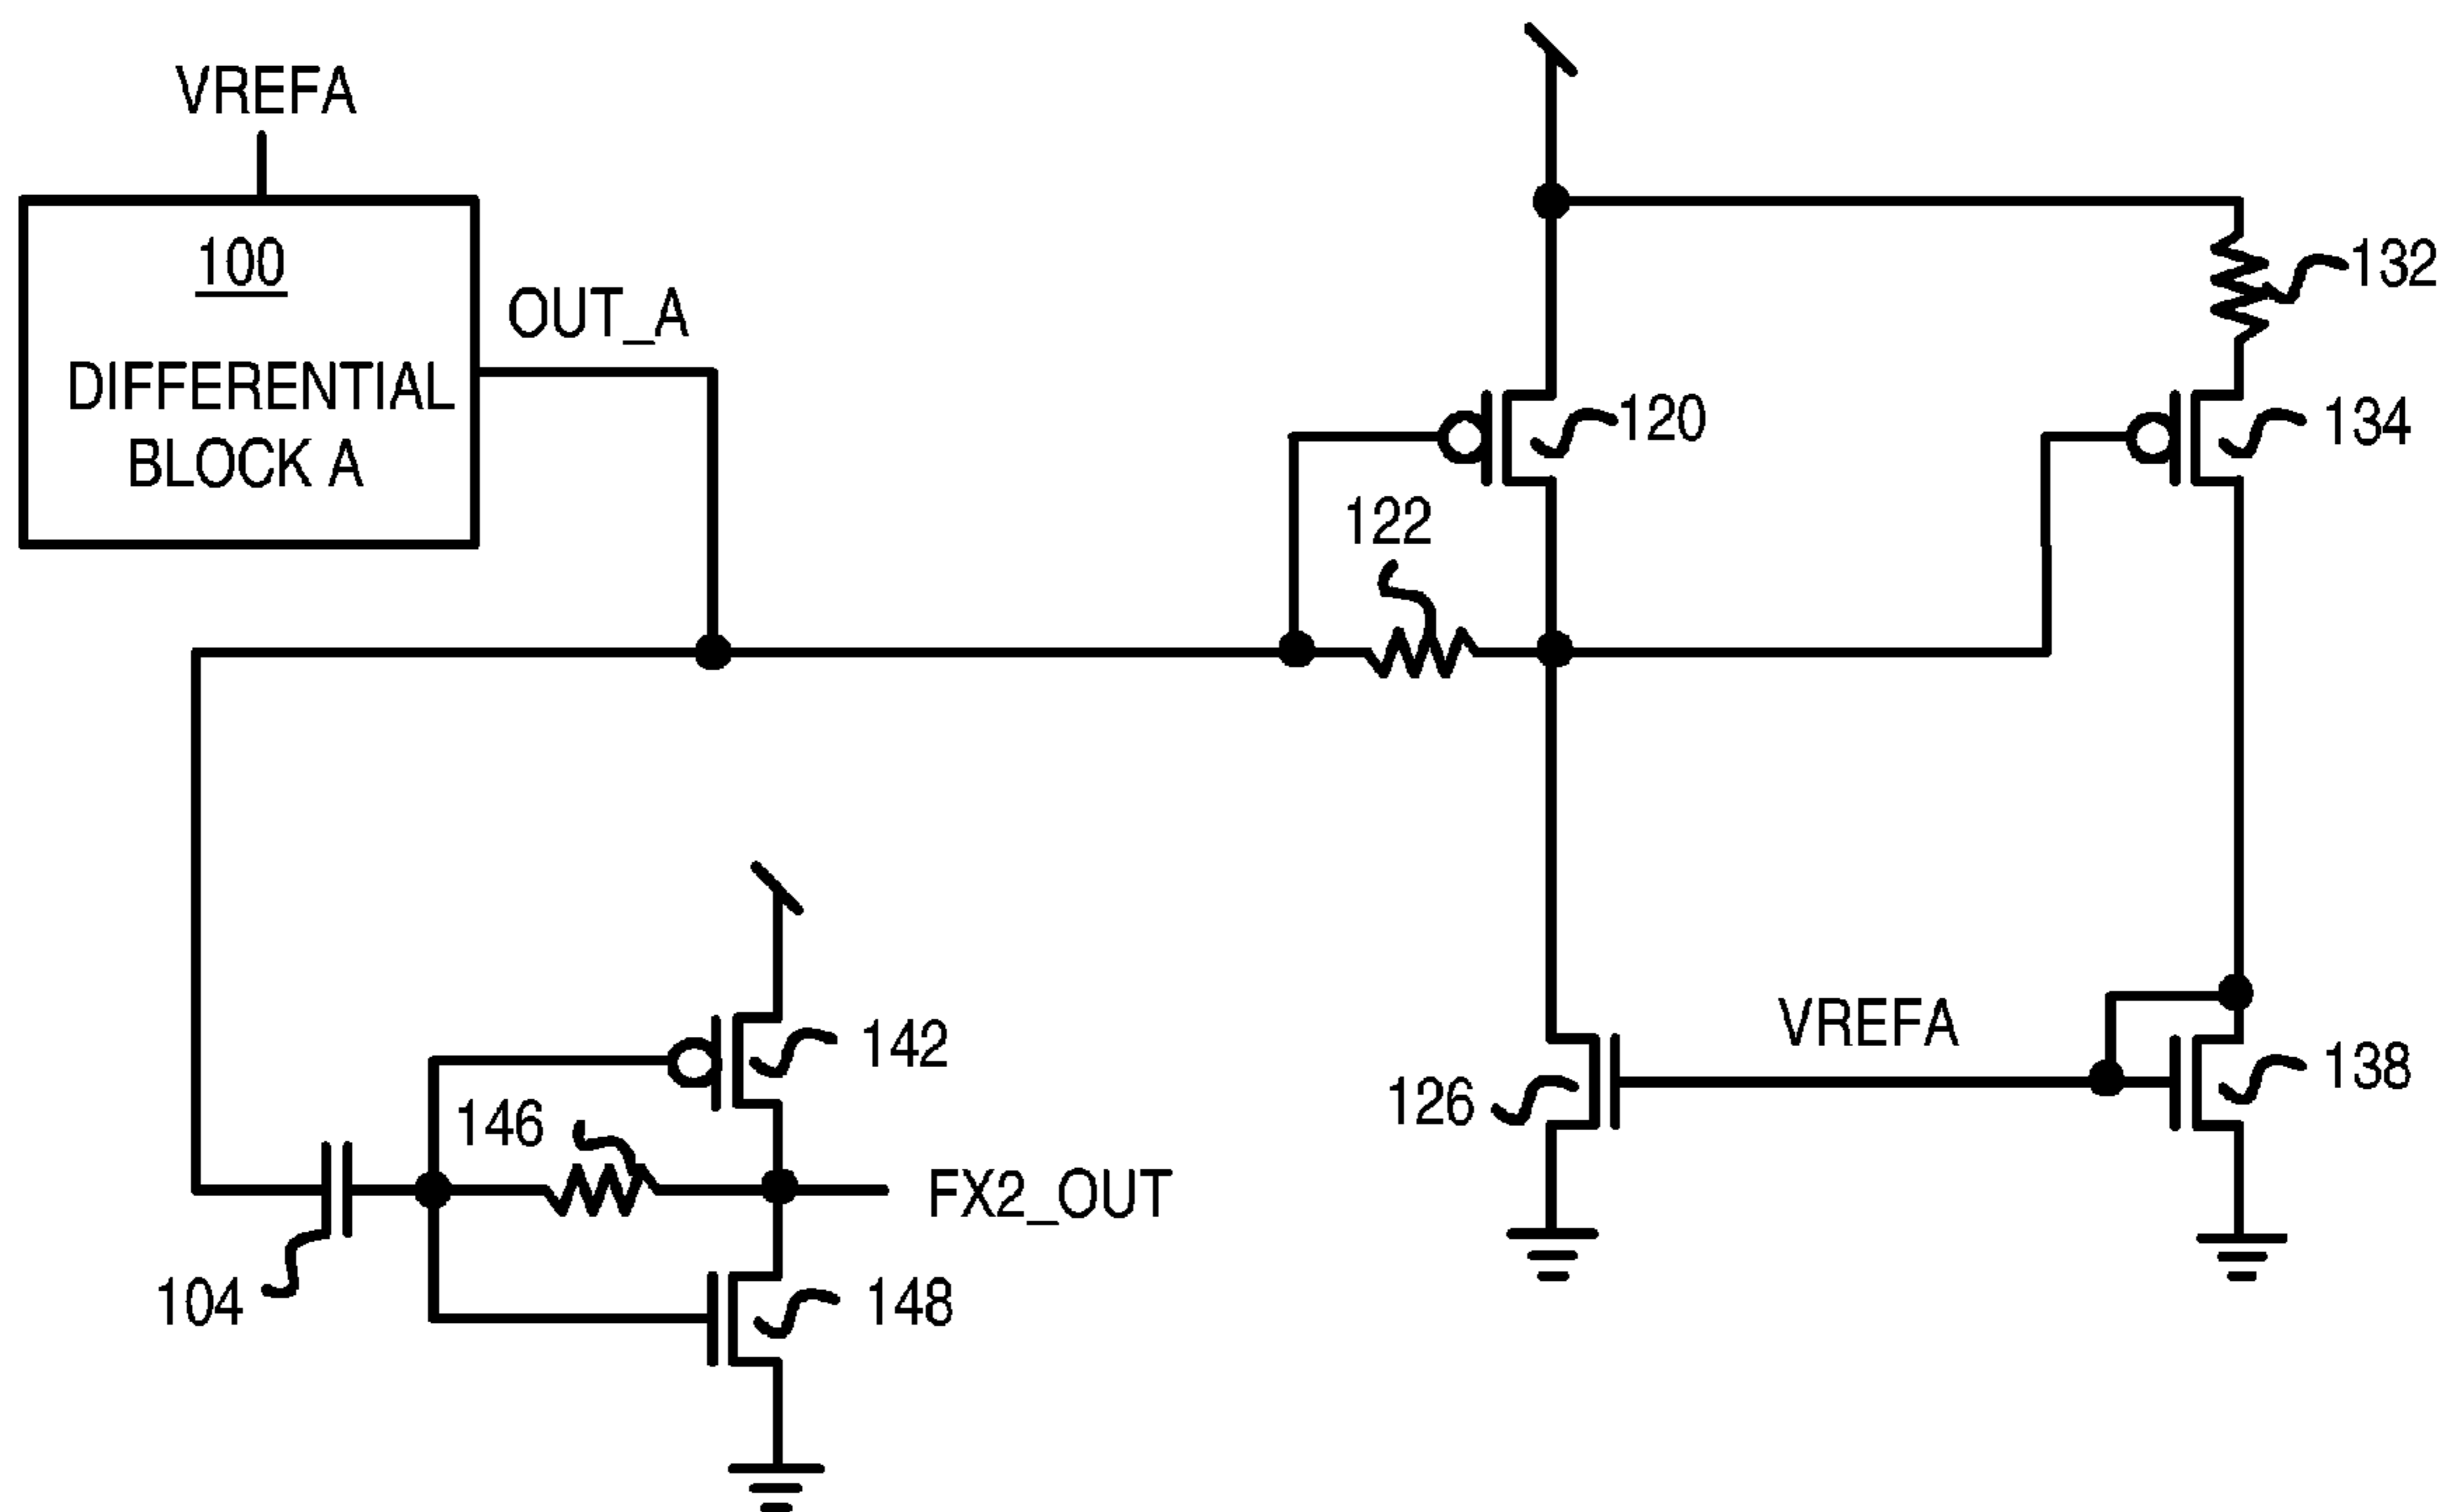 VREFA
100
DIFFERENTIAL
BLOCK A
OUT_A
132
120
134
122
142
VREFA
126
138
146
FX2_OUT
104
148